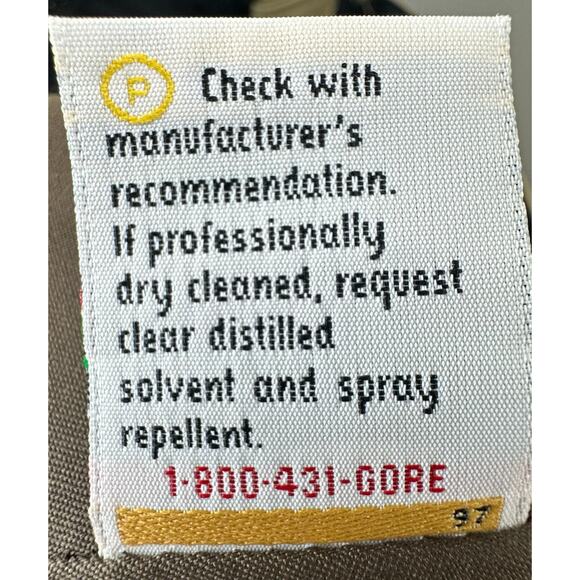 P Check with
manufacturer's
recommendation.
If professionally
dry cleaned, request
clear distilled
solvent and spray
repellent.
1-800-431-GORE
97